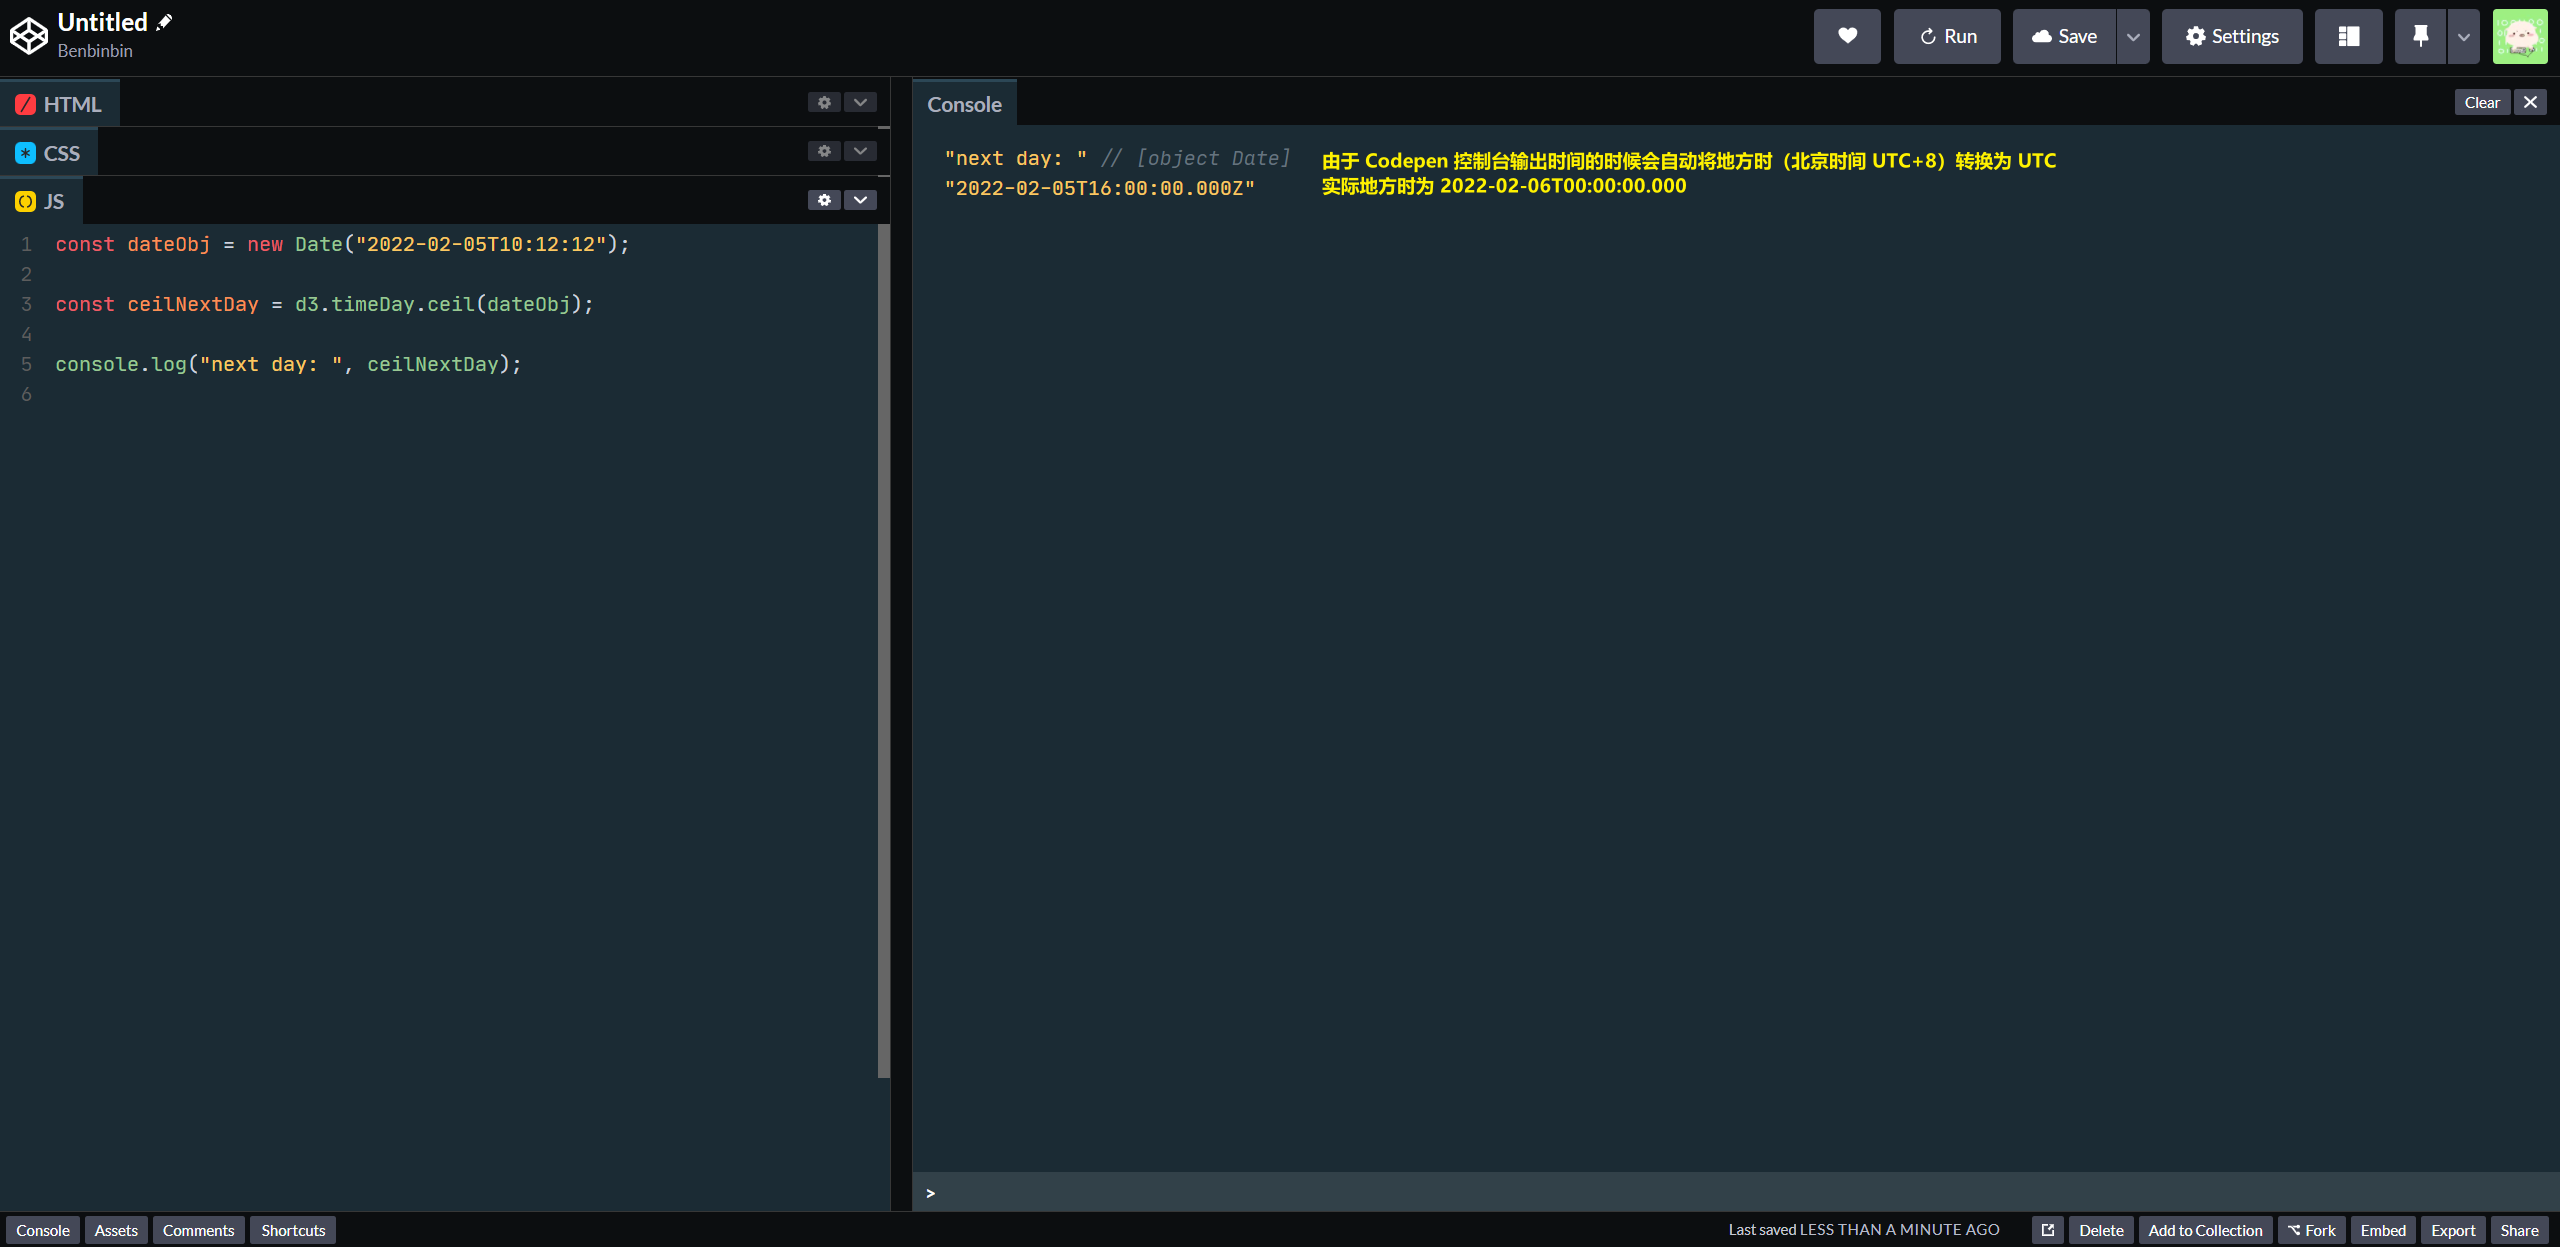 Untitled
Benbinbin
Run
Save
Settings
HTML
CSS
JS
1 const dateObj = new Date("2022-02-05T10:12:12");
2
3 const ceilNextDay = d3.timeDay.ceil(dateObj);
4
5 console.log("next day: ", ceilNextDay);
6
Console
Clear
"next day: " // [object Date]
"2022-02-05T16:00:00.000Z"
由于 Codepen 控制台输出时间的时候会自动将地方时（北京时间 UTC+8）转换为 UTC
实际地方时为 2022-02-06T00:00:00.000
>
Console Assets Comments Shortcuts
Last saved LESS THAN A MINUTE AGO
Delete Add to Collection Fork Embed Export Share